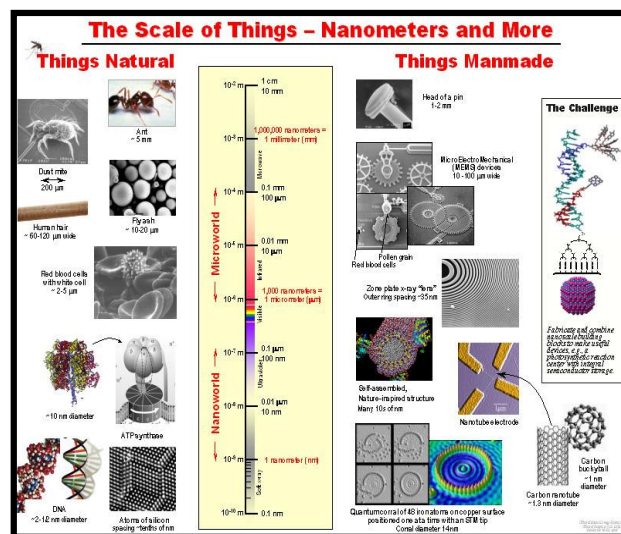 The Scale of Things – Nanometers and More
Things Natural
Things Manmade
Ant
~ 5 mm
Dust mite
200 µm
Human hair
~ 60-120 µm wide
Fly ash
~ 10-20 µm
Red blood cells
with white cell
~ 2-5 µm
~10 nm diameter
ATP synthase
DNA
~2-1/2 nm diameter
Atoms of silicon
spacing ~tenths of nm
Microworld
Nanoworld
10-2 m
1 cm
10 mm
1,000,000 nanometers =
1 millimeter (mm)
10-3 m
Microwave
10-4 m
0.1 mm
100 µm
10-5 m
0.01 mm
10 µm
Infrared
1,000 nanometers =
1 micrometer (µm)
10-6 m
Visible
10-7 m
0.1 µm
100 nm
Ultraviolet
10-8 m
0.01 µm
10 nm
10-9 m
1 nanometer (nm)
Soft x-ray
10-10 m
0.1 nm
Head of a pin
1-2 mm
MicroElectroMechanical
(MEMS) devices
10 -100 µm wide
Pollen grain
Red blood cells
Zone plate x-ray "lens"
Outer ring spacing ~35 nm
Self-assembled,
Nature-inspired structure
Many 10s of nm
Nanotube electrode
Carbon
buckyball
~1 nm
diameter
Carbon nanotube
~1.3 nm diameter
Quantum corral of 48 iron atoms on copper surface
positioned one at a time with an STM tip
Corral diameter 14 nm
The Challenge
Fabricate and combine
nanoscale building
blocks to make useful
devices, e.g., a
photosynthetic reaction
center with integral
semiconductor storage.